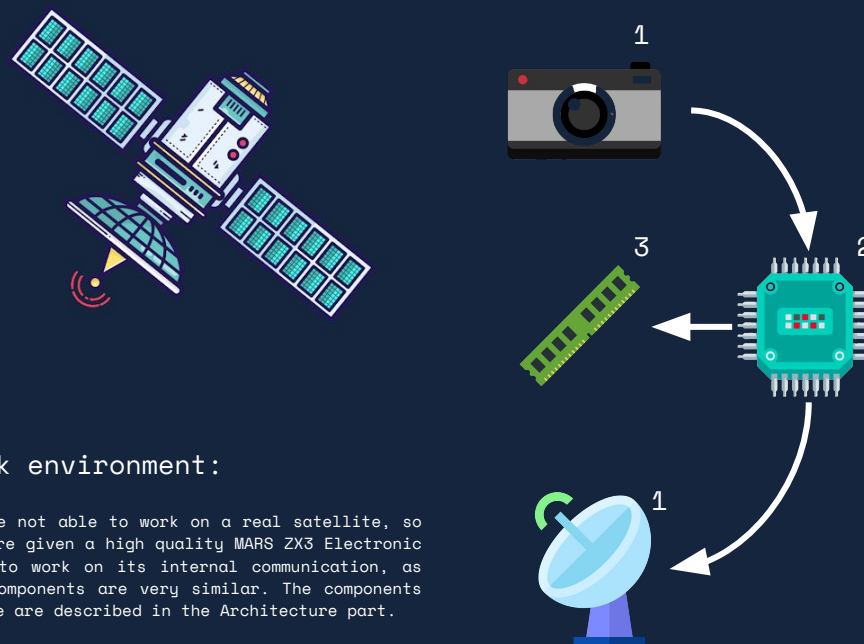 1
3
2
k environment:
1
e not able to work on a real satellite, so
re given a high quality MARS ZX3 Electronic
to work on its internal communication, as
omponents are very similar. The components
e are described in the Architecture part.